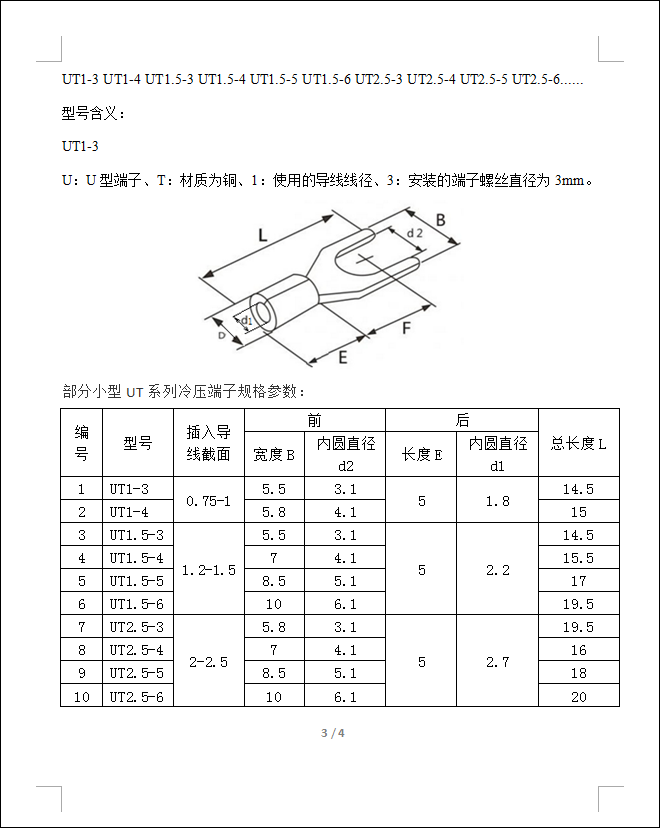 UT1-3 UT1-4 UT1.5-3 UT1.5-4 UT1.5-5 UT1.5-6 UT2.5-3 UT2.5-4 UT2.5-5 UT2.5-6......
型号含义：
UT1-3
U：U 型端子、T：材质为铜、1：使用的导线线径、3：安装的端子螺丝直径为 3mm。
L
B
d2
d1
D
E
F
部分小型 UT 系列冷压端子规格参数：
编号 型号 插入导线截面 前 后 总长度 L
宽度 B 内圆直径 d2 长度 E 内圆直径 d1
1 UT1-3 0.75-1 5.5 3.1 5 1.8 14.5
2 UT1-4 5.8 4.1 15
3 UT1.5-3 1.2-1.5 5.5 3.1 5 2.2 14.5
4 UT1.5-4 7 4.1 15.5
5 UT1.5-5 8.5 5.1 17
6 UT1.5-6 10 6.1 19.5
7 UT2.5-3 2-2.5 5.8 3.1 5 2.7 19.5
8 UT2.5-4 7 4.1 16
9 UT2.5-5 8.5 5.1 18
10 UT2.5-6 10 6.1 20
3 / 4